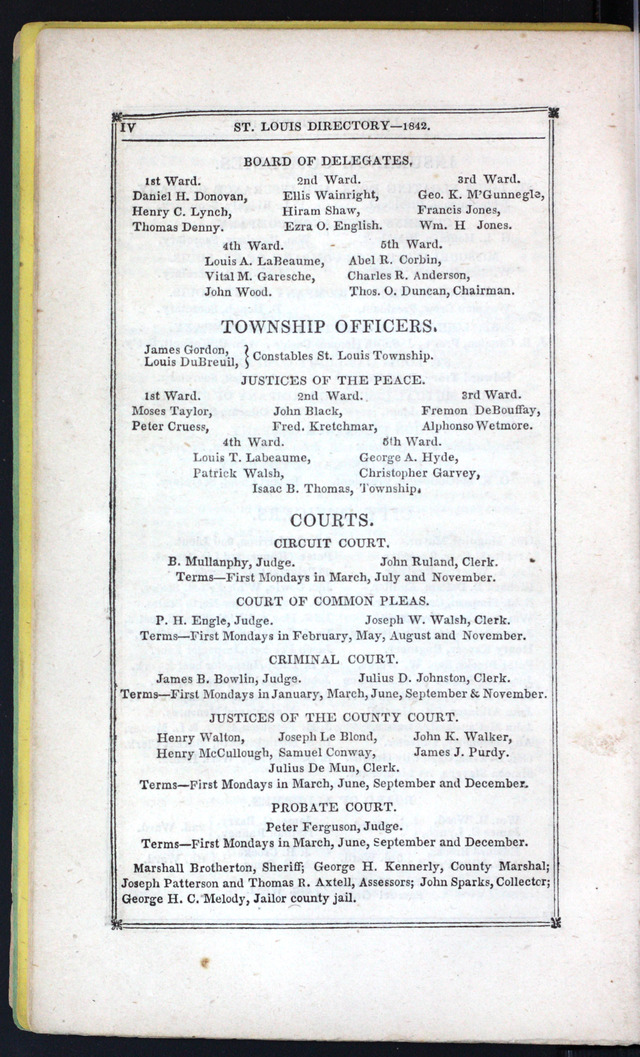 IV ST. LOUIS DIRECTORY—1842.
BOARD OF DELEGATES.
1st Ward. 2nd Ward. 3rd Ward.
Daniel H. Donovan, Ellis Wainright, Geo. K. M'Gunnegle,
Henry C. Lynch, Hiram Shaw, Francis Jones,
Thomas Denny. Ezra O. English. Wm. H Jones.
4th Ward. 5th Ward.
Louis A. LaBeaume, Abel R. Corbin,
Vital M. Garesche, Charles R. Anderson,
John Wood. Thos. O. Duncan, Chairman.
TOWNSHIP OFFICERS.
James Gordon,
Louis DuBreuil, } Constables St. Louis Township.
JUSTICES OF THE PEACE.
1st Ward. 2nd Ward. 3rd Ward.
Moses Taylor, John Black, Fremon DeBouffay,
Peter Cruess, Fred. Kretchmar, Alphonso Wetmore.
4th Ward. 5th Ward.
Louis T. Labeaume, George A. Hyde,
Patrick Walsh, Christopher Garvey,
Isaac B. Thomas, Township.
COURTS.
CIRCUIT COURT.
B. Mullanphy, Judge. John Ruland, Clerk.
Terms—First Mondays in March, July and November.
COURT OF COMMON PLEAS.
P. H. Engle, Judge. Joseph W. Walsh, Clerk.
Terms—First Mondays in February, May, August and November.
CRIMINAL COURT.
James B. Bowlin, Judge. Julius D. Johnston, Clerk.
Terms—First Mondays in January, March, June, September & November.
JUSTICES OF THE COUNTY COURT.
Henry Walton, Joseph Le Blond, John K. Walker,
Henry McCullough, Samuel Conway, James J. Purdy.
Julius De Mun, Clerk.
Terms—First Mondays in March, June, September and December.
PROBATE COURT.
Peter Ferguson, Judge.
Terms—First Mondays in March, June, September and December.
Marshall Brotherton, Sheriff; George H. Kennerly, County Marshal;
Joseph Patterson and Thomas R. Axtell, Assessors; John Sparks, Collector;
George H. C. Melody, Jailor county jail.